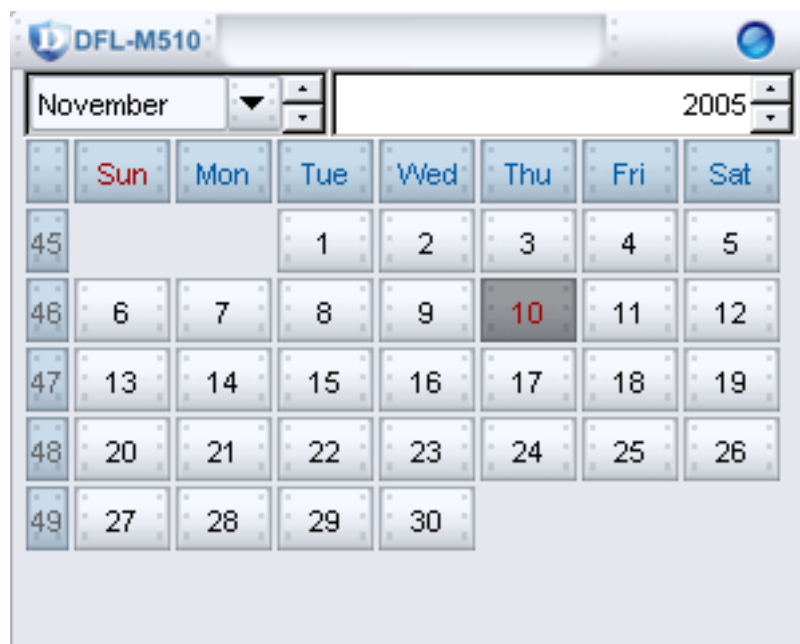 DFL-M510
November 2005
Sun Mon Tue Wed Thu Fri Sat
45 1 2 3 4 5
46 6 7 8 9 10 11 12
47 13 14 15 16 17 18 19
48 20 21 22 23 24 25 26
49 27 28 29 30